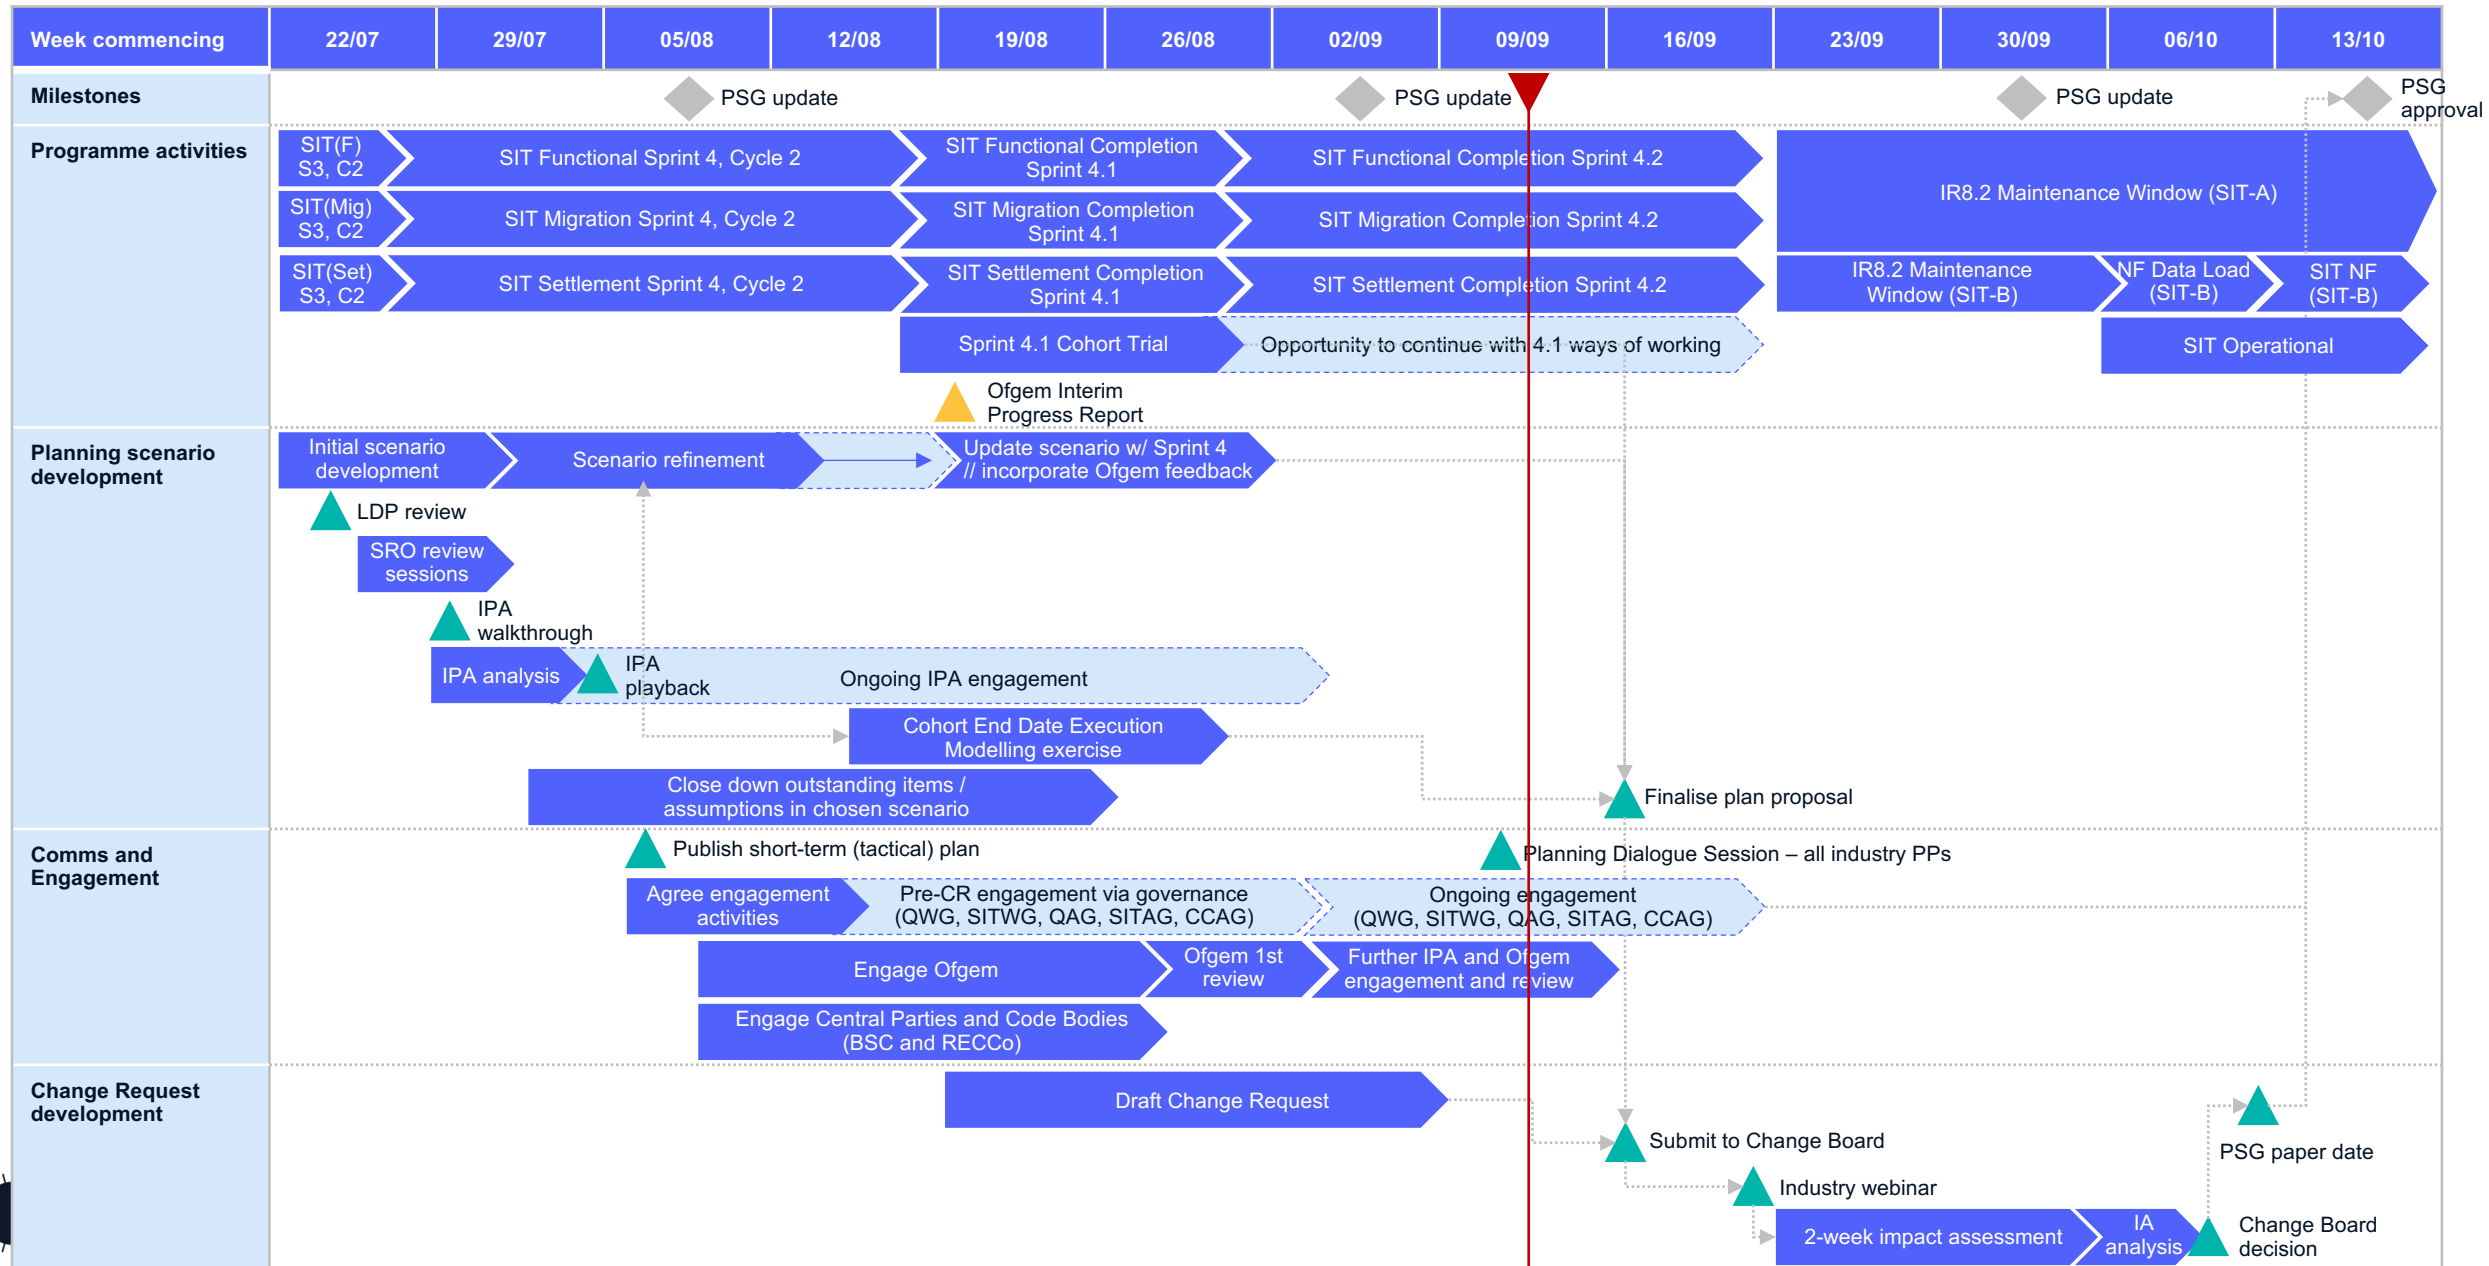 Week commencing
22/07
29/07
05/08
12/08
19/08
26/08
02/09
09/09
16/09
23/09
30/09
06/10
13/10
Milestones
PSG update
PSG update
PSG update
PSG
approval
Programme activities
SIT(F)
S3, C2
SIT Functional Sprint 4, Cycle 2
SIT Functional Completion
Sprint 4.1
SIT Functional Completion Sprint 4.2
IR8.2 Maintenance Window (SIT-A)
SIT(Mig)
S3, C2
SIT Migration Sprint 4, Cycle 2
SIT Migration Completion
Sprint 4.1
SIT Migration Completion Sprint 4.2
SIT(Set)
S3, C2
SIT Settlement Sprint 4, Cycle 2
SIT Settlement Completion
Sprint 4.1
SIT Settlement Completion Sprint 4.2
IR8.2 Maintenance
Window (SIT-B)
NF Data Load
(SIT-B)
SIT NF
(SIT-B)
Sprint 4.1 Cohort Trial
Opportunity to continue with 4.1 ways of working
SIT Operational
Ofgem Interim
Progress Report
Planning scenario
development
Initial scenario
development
Scenario refinement
Update scenario w/ Sprint 4
// incorporate Ofgem feedback
LDP review
SRO review
sessions
IPA
walkthrough
IPA analysis
IPA
playback
Ongoing IPA engagement
Cohort End Date Execution
Modelling exercise
Close down outstanding items /
assumptions in chosen scenario
Finalise plan proposal
Comms and
Engagement
Publish short-term (tactical) plan
Planning Dialogue Session – all industry PPs
Agree engagement
activities
Pre-CR engagement via governance
(QWG, SITWG, QAG, SITAG, CCAG)
Ongoing engagement
(QWG, SITWG, QAG, SITAG, CCAG)
Engage Ofgem
Ofgem 1st
review
Further IPA and Ofgem
engagement and review
Engage Central Parties and Code Bodies
(BSC and RECCo)
Change Request
development
Draft Change Request
Submit to Change Board
PSG paper date
Industry webinar
2-week impact assessment
IA
analysis
Change Board
decision